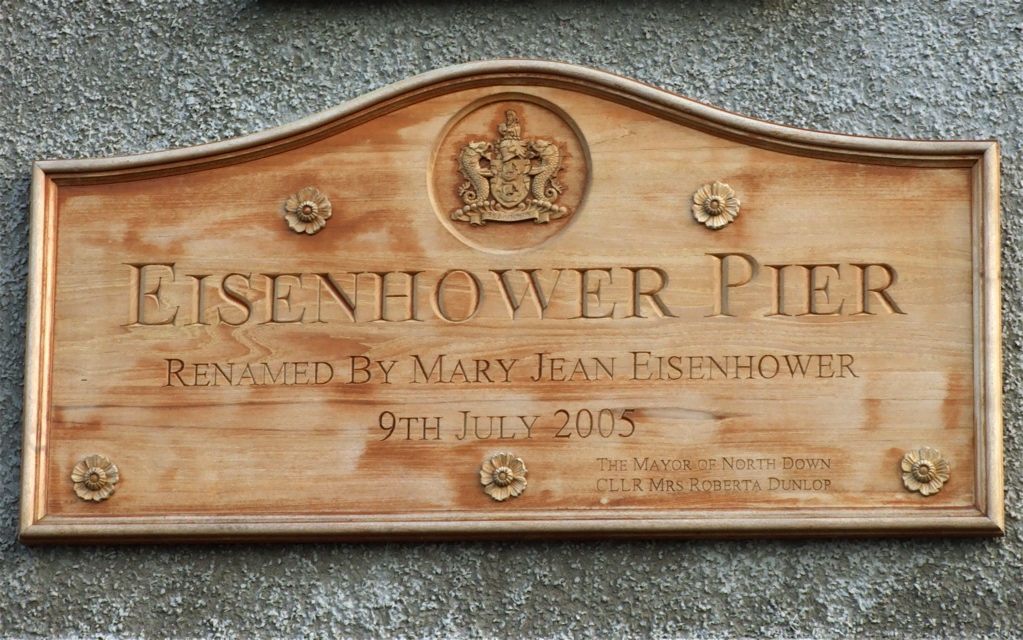 EISENHOWER PIER
RENAMED BY MARY JEAN EISENHOWER
9TH JULY 2005
THE MAYOR OF NORTH DOWN
CLLR MRS ROBERTA DUNLOP